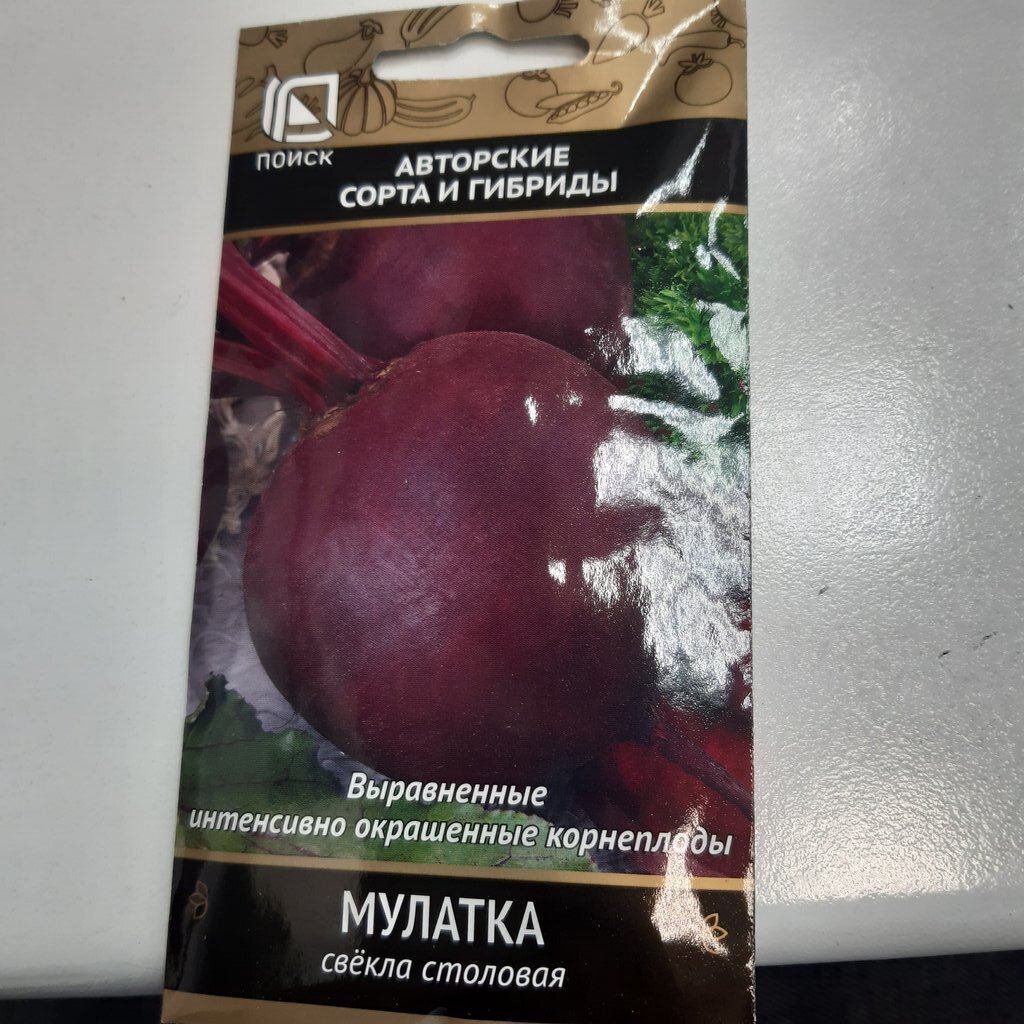 ПОИСК
АВТОРСКИЕ
СОРТА И ГИБРИДЫ
Выравненные
интенсивно окрашенные корнеплоды
МУЛАТКА
свёкла столовая